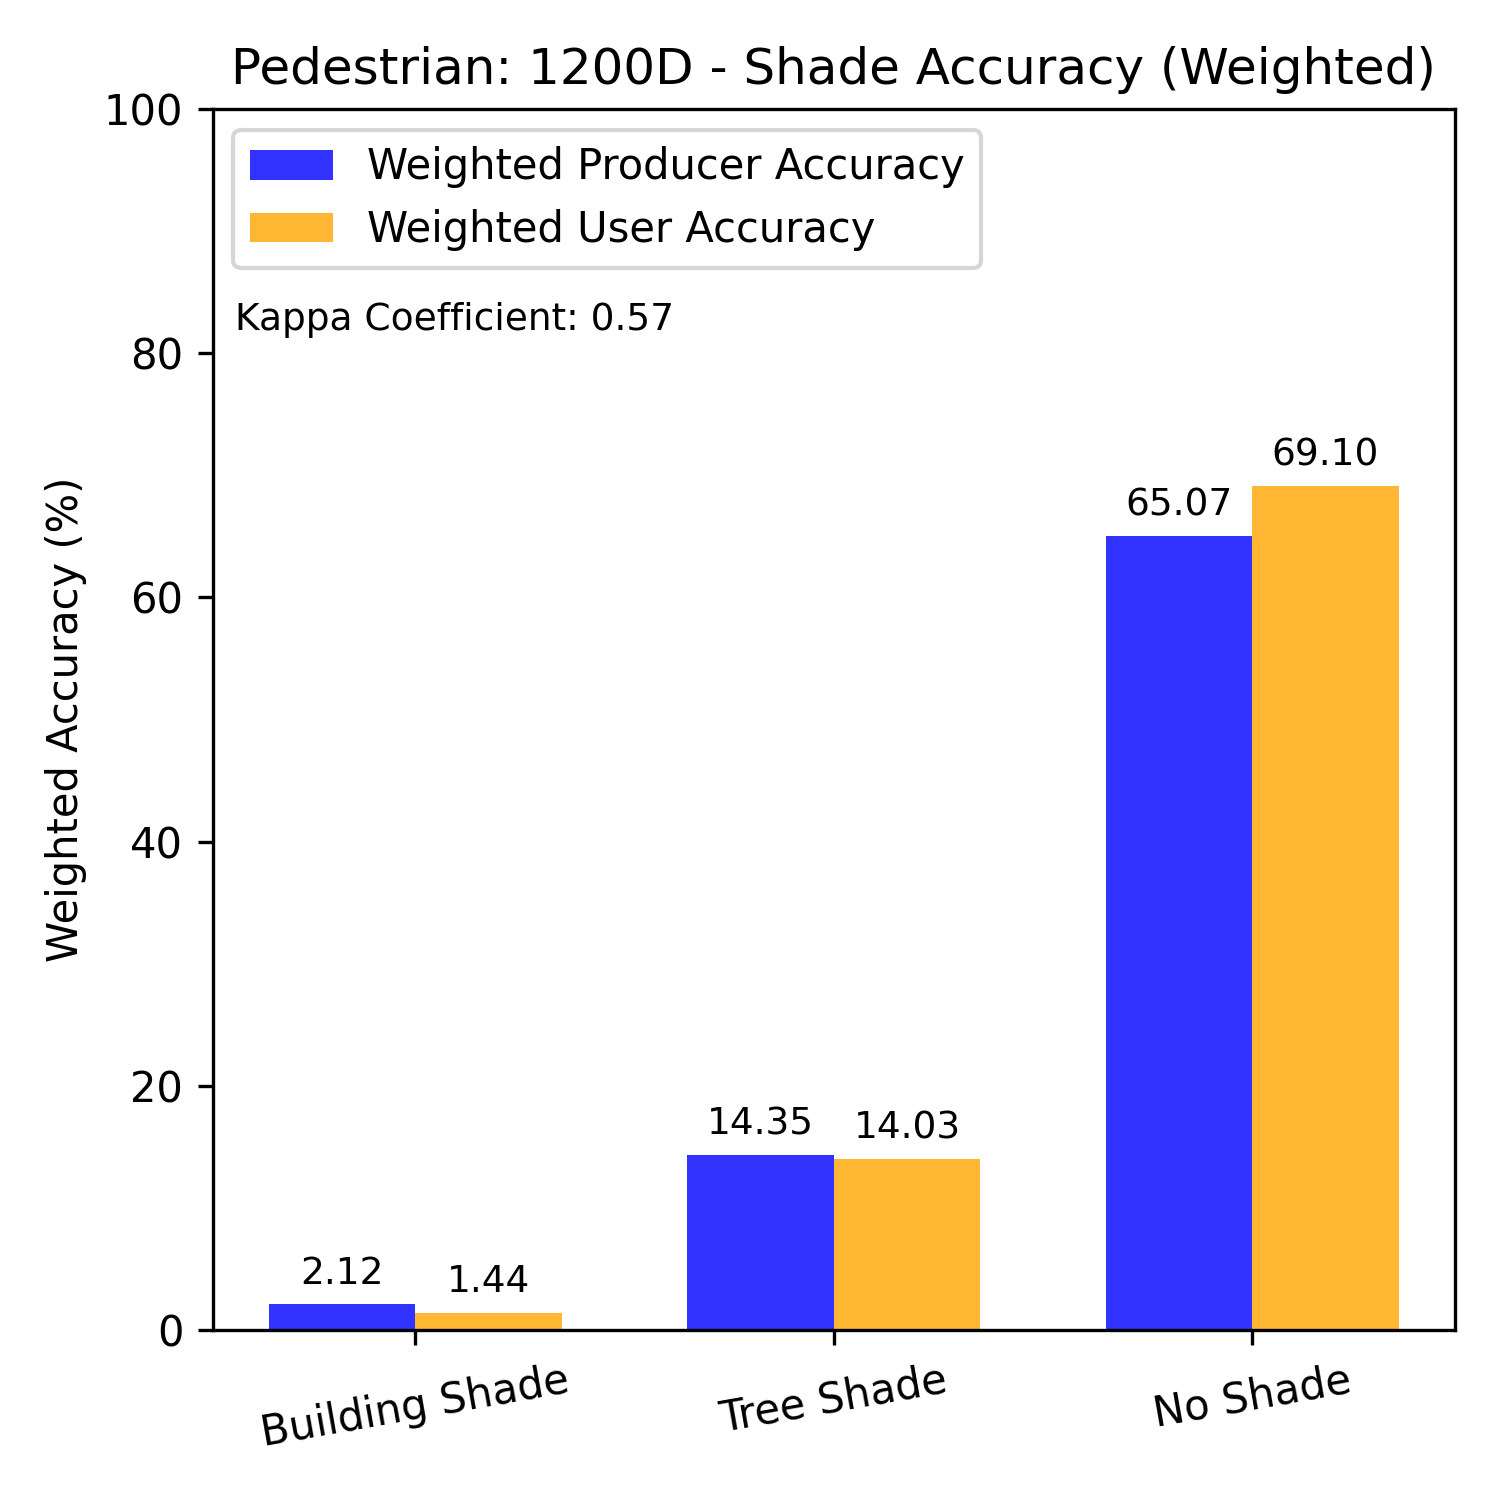 Pedestrian: 1200D - Shade Accuracy (Weighted)
100
80
60
40
20
0
Weighted Accuracy (%)
Weighted Producer Accuracy
Weighted User Accuracy
Kappa Coefficient: 0.57
2.12
1.44
14.35
14.03
65.07
69.10
Building Shade
Tree Shade
No Shade